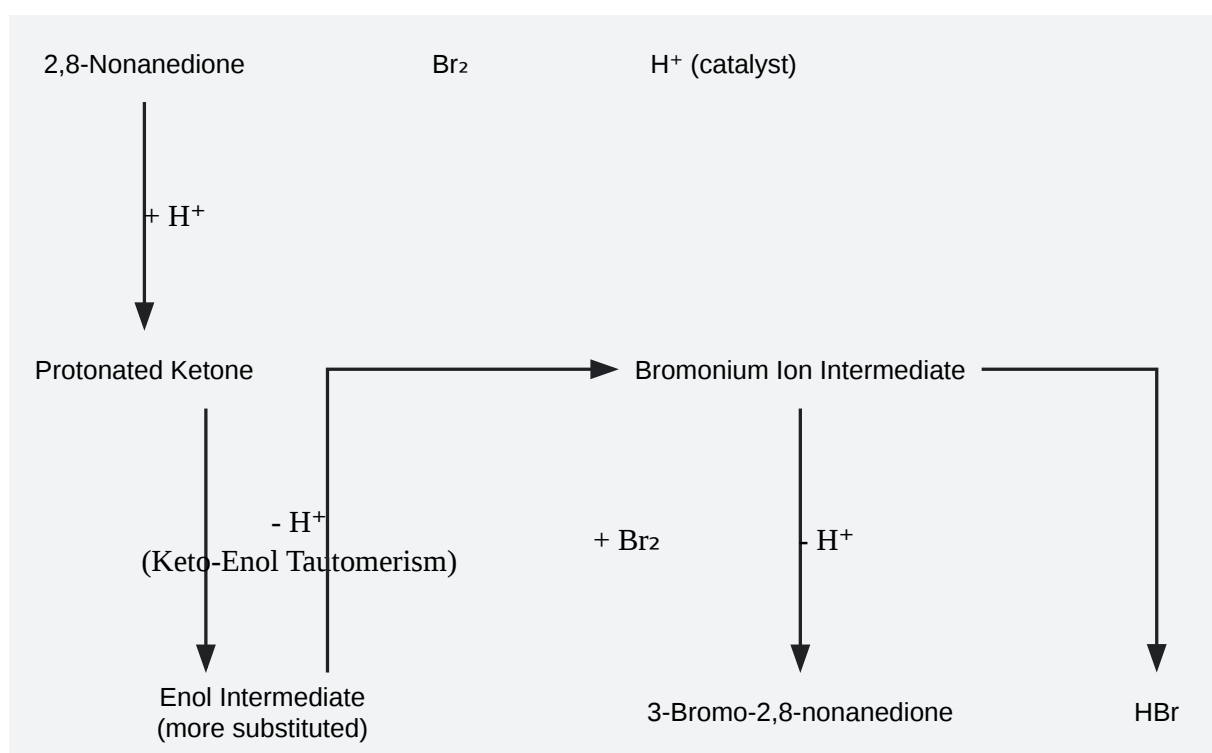 2,8-Nonanedione
Br₂
H⁺ (catalyst)
+ H⁺
Protonated Ketone
Bromonium Ion Intermediate
- H⁺
(Keto-Enol Tautomerism)
+ Br₂
- H⁺
Enol Intermediate
(more substituted)
3-Bromo-2,8-nonanedione
HBr